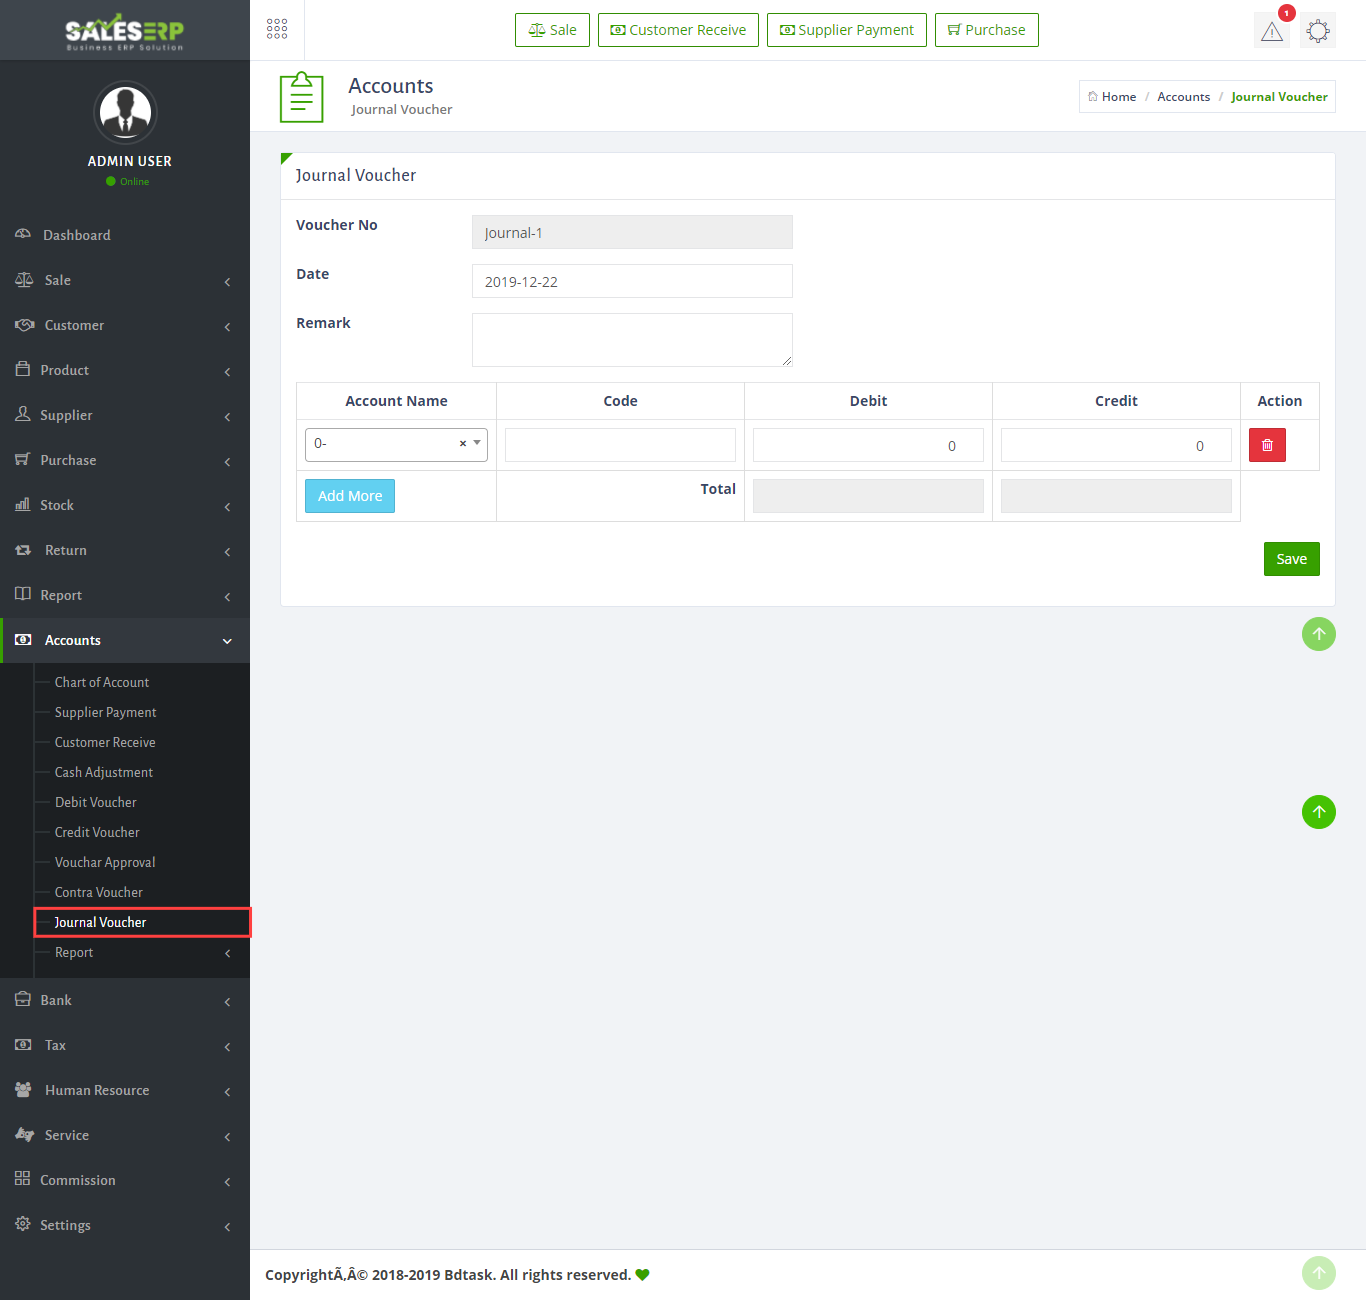 SALESERP
Business ERP Solution
Sale
Customer Receive
Supplier Payment
Purchase
1
ADMIN USER
Online
Dashboard
Sale
Customer
Product
Supplier
Purchase
Stock
Return
Report
Accounts
Chart of Account
Supplier Payment
Customer Receive
Cash Adjustment
Debit Voucher
Credit Voucher
Vouchar Approval
Contra Voucher
Journal Voucher
Report
Bank
Tax
Human Resource
Service
Commission
Settings
Accounts
Journal Voucher
Home / Accounts / Journal Voucher
Journal Voucher
Voucher No Journal-1
Date 2019-12-22
Remark
Account Name Code Debit Credit Action
0- × 0 0
Add More Total
Save
CopyrightÃ‚Â© 2018-2019 Bdtask. All rights reserved.